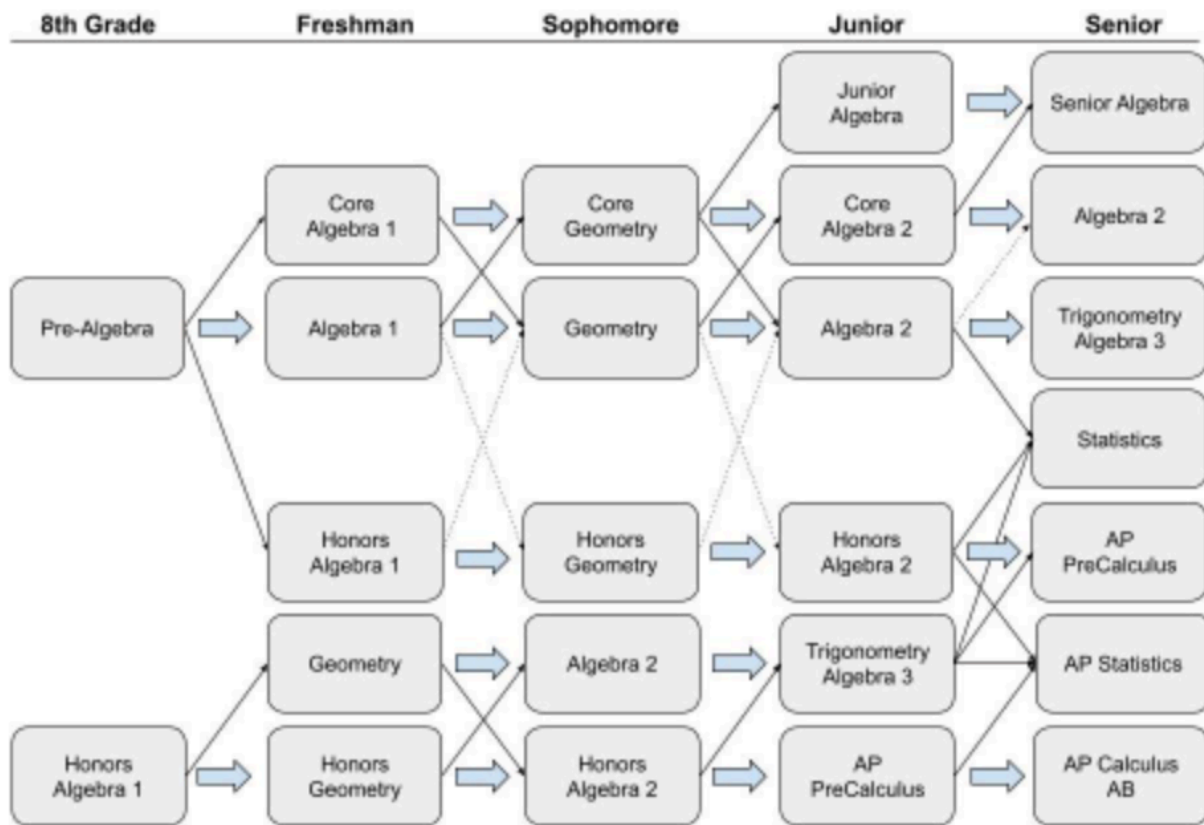 8th Grade Freshman Sophomore Junior Senior
Junior
Algebra
Senior Algebra
Core
Algebra 1
Core
Geometry
Core
Algebra 2
Algebra 2
Pre-Algebra
Algebra 1
Geometry
Algebra 2
Trigonometry
Algebra 3
Statistics
Honors
Algebra 1
Honors
Geometry
Honors
Algebra 2
AP
PreCalculus
Geometry
Algebra 2
Trigonometry
Algebra 3
AP Statistics
Honors
Algebra 1
Honors
Geometry
Honors
Algebra 2
AP
PreCalculus
AP Calculus
AB